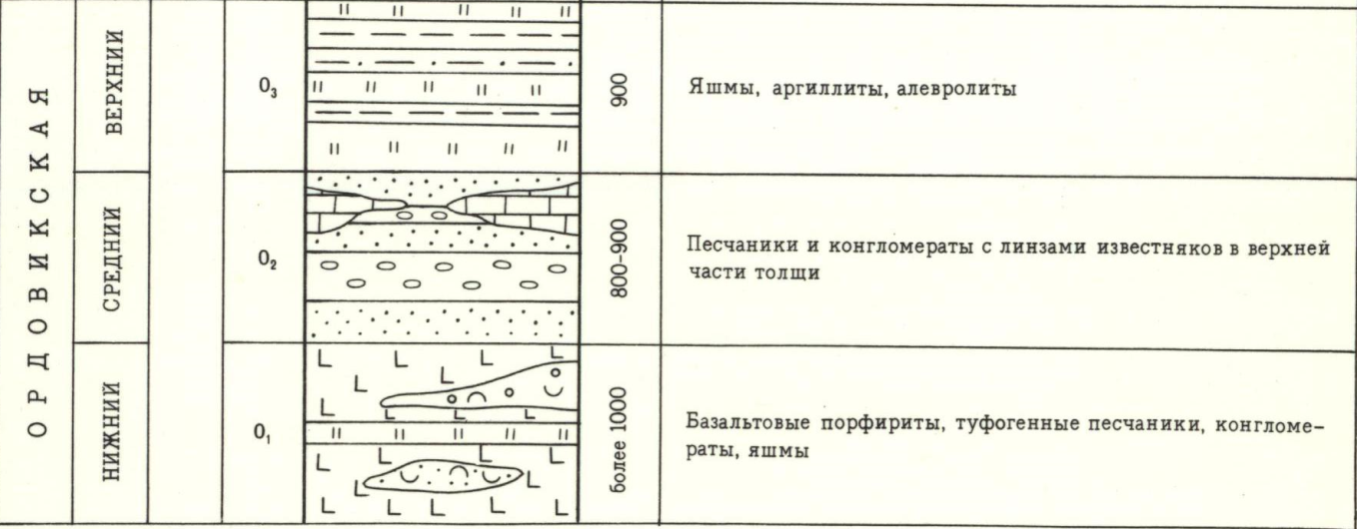 ОРДОВИКСКАЯ
ВЕРХНИЙ
O₃
900
Яшмы, аргиллиты, алевролиты
СРЕДНИЙ
O₂
800-900
Песчаники и конгломераты с линзами известняков в верхней
части толщи
НИЖНИЙ
O₁
более 1000
Базальтовые порфириты, туфогенные песчаники, конгломе-
раты, яшмы